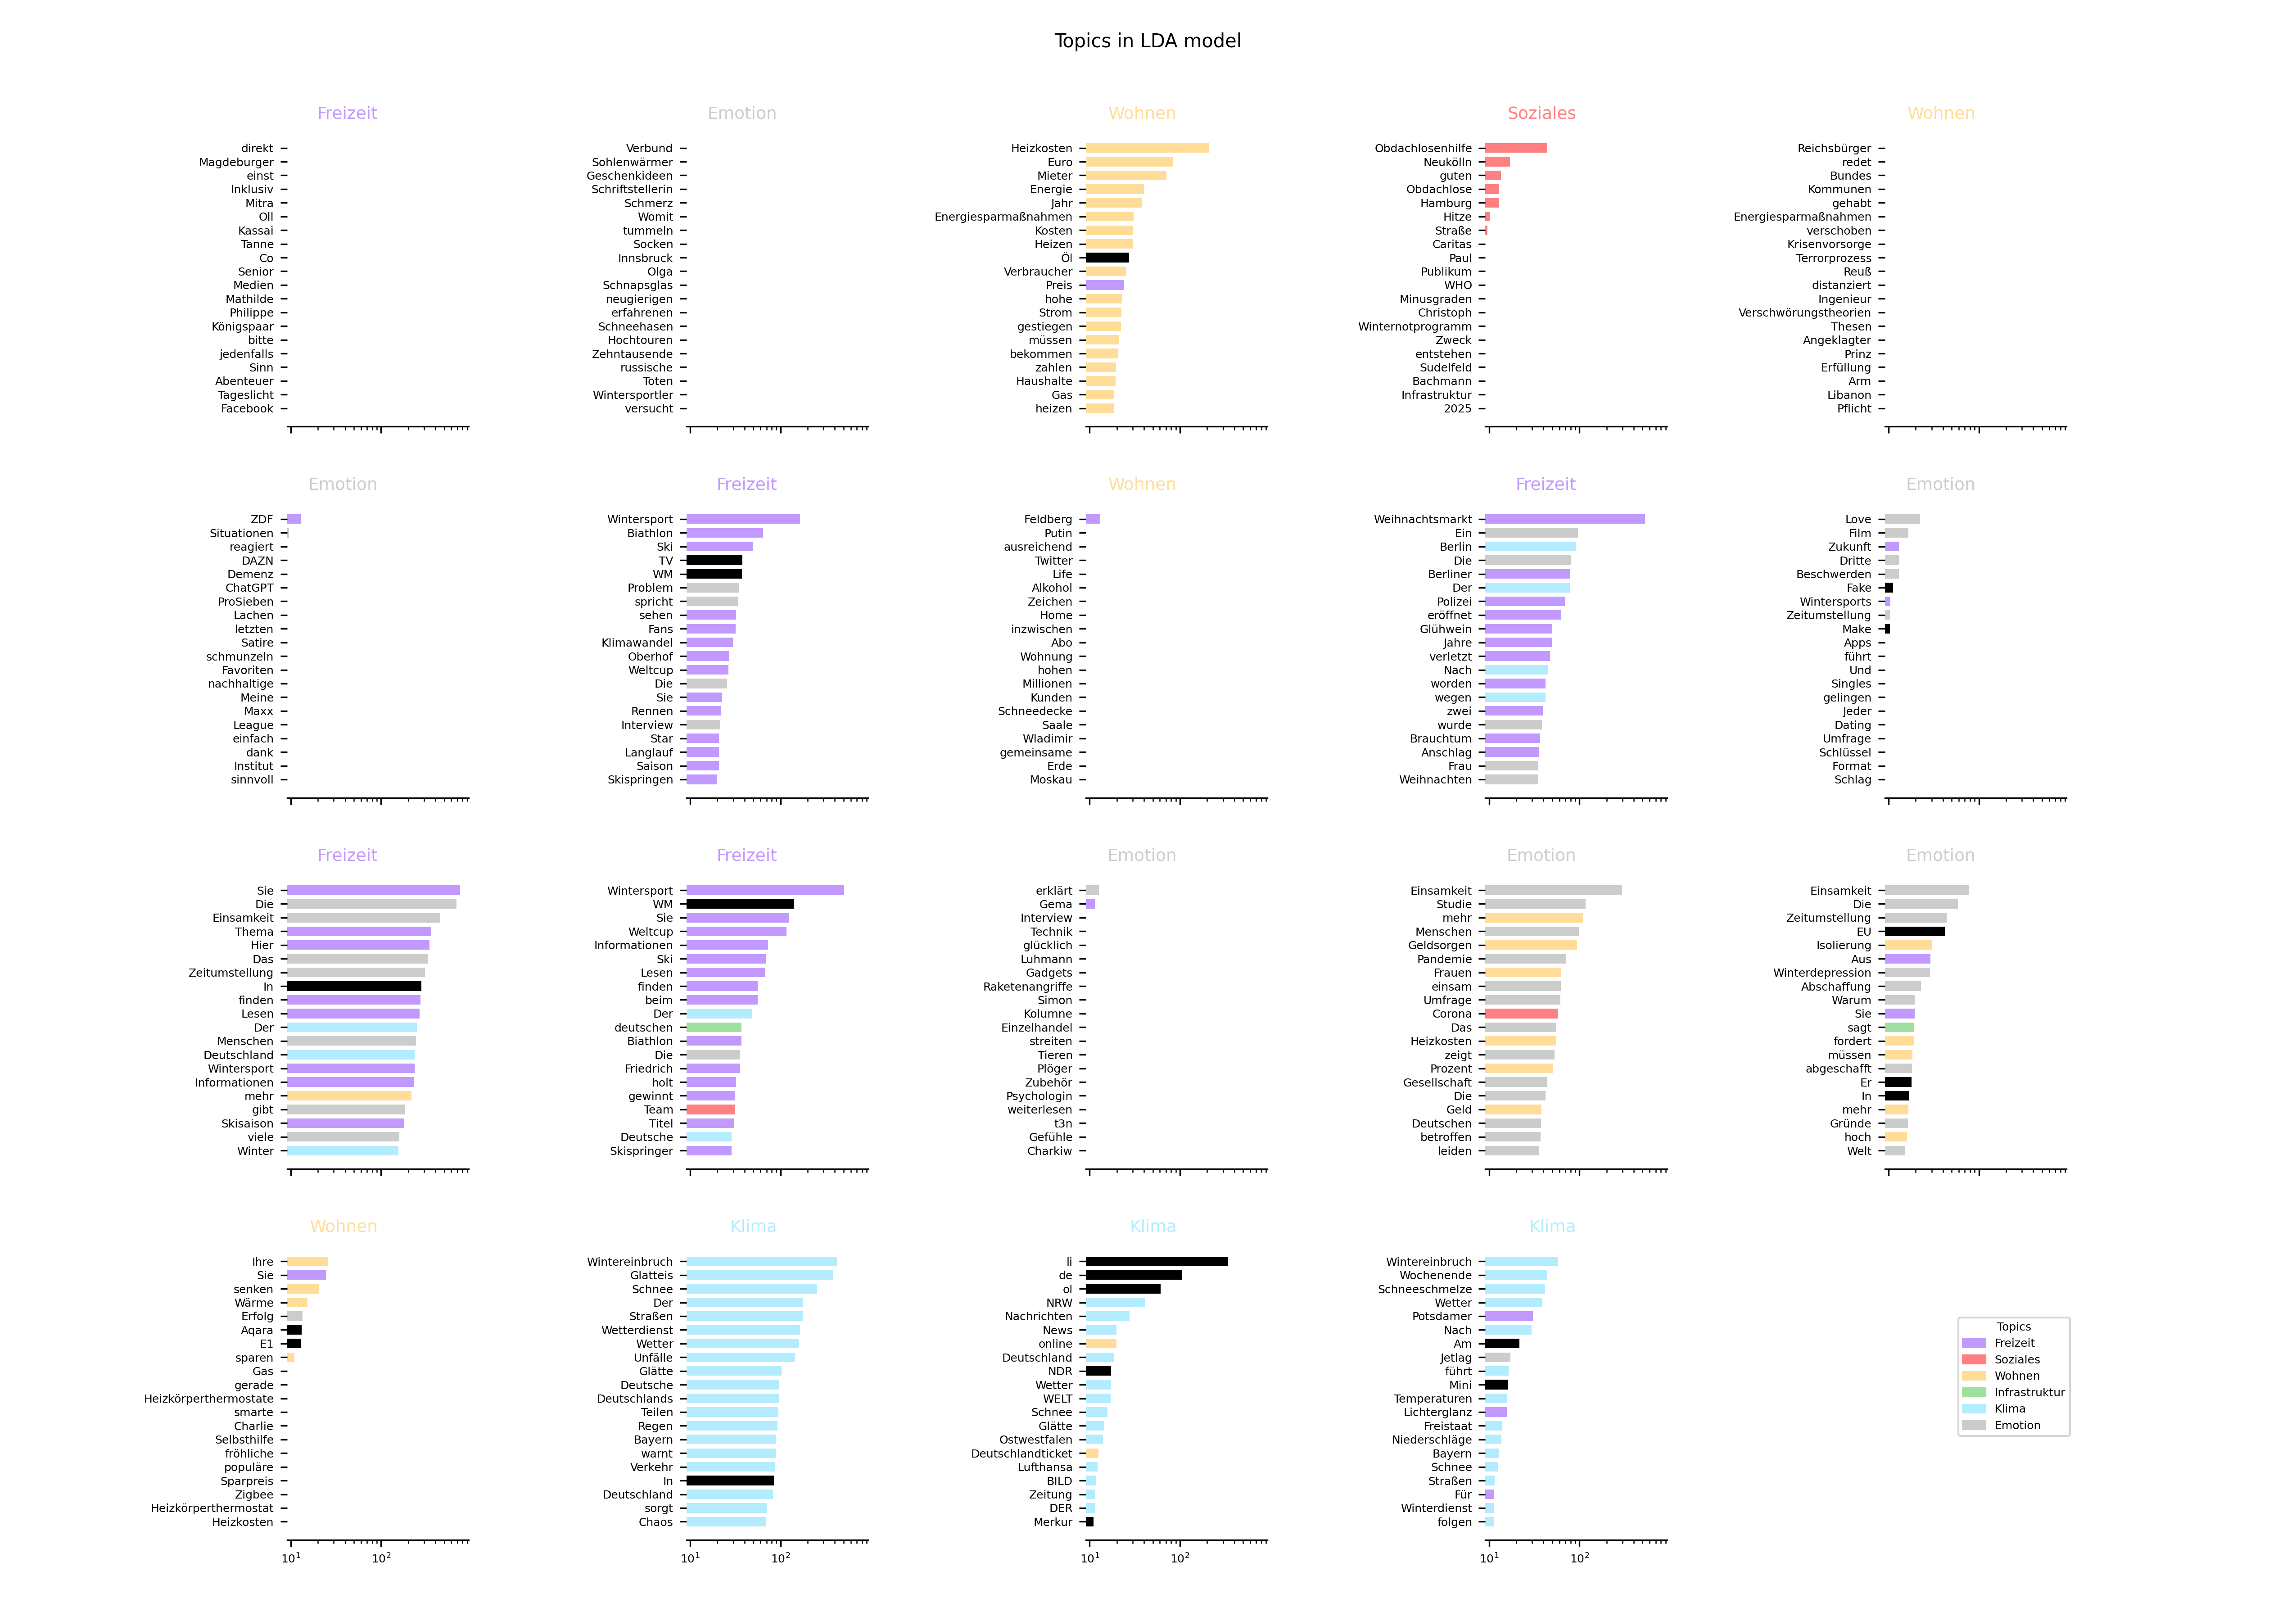 Topics in LDA model
Freizeit
direkt
Magdeburger
einst
Inklusiv
Mitra
Oll
Kassai
Tanne
Co
Senior
Medien
Mathilde
Philippe
Königspaar
bitte
jedenfalls
Sinn
Abenteuer
Tageslicht
Facebook
Emotion
Verbund
Sohlenwärmer
Geschenkideen
Schriftstellerin
Schmerz
Womit
tummeln
Socken
Innsbruck
Olga
Schnapsglas
neugierigen
erfahrenen
Schneehasen
Hochtouren
Zehntausende
russische
Toten
Wintersportler
versucht
Wohnen
Heizkosten
Euro
Mieter
Energie
Jahr
Energiesparmaßnahmen
Kosten
Heizen
Öl
Verbraucher
Preis
hohe
Strom
gestiegen
müssen
bekommen
zahlen
Haushalte
Gas
heizen
Soziales
Obdachlosenhilfe
Neukölln
guten
Obdachlose
Hamburg
Hitze
Straße
Caritas
Paul
Publikum
WHO
Minusgraden
Christoph
Winternotprogramm
Zweck
entstehen
Sudelfeld
Bachmann
Infrastruktur
2025
Wohnen
Reichsbürger
redet
Bundes
Kommunen
gehabt
Energiesparmaßnahmen
verschoben
Krisenvorsorge
Terrorprozess
Reuß
distanziert
Ingenieur
Verschwörungstheorien
Thesen
Angeklagter
Prinz
Erfüllung
Arm
Libanon
Pflicht
Emotion
ZDF
Situationen
reagiert
DAZN
Demenz
ChatGPT
ProSieben
Lachen
letzten
Satire
schmunzeln
Favoriten
nachhaltige
Meine
Maxx
League
einfach
dank
Institut
sinnvoll
Freizeit
Wintersport
Biathlon
Ski
TV
WM
Problem
spricht
sehen
Fans
Klimawandel
Oberhof
Weltcup
Die
Sie
Rennen
Interview
Star
Langlauf
Saison
Skispringen
Wohnen
Feldberg
Putin
ausreichend
Twitter
Life
Alkohol
Zeichen
Home
inzwischen
Abo
Wohnung
hohen
Millionen
Kunden
Schneedecke
Saale
Wladimir
gemeinsame
Erde
Moskau
Freizeit
Weihnachtsmarkt
Ein
Berlin
Die
Berliner
Der
Polizei
eröffnet
Glühwein
Jahre
verletzt
Nach
worden
wegen
zwei
wurde
Brauchtum
Anschlag
Frau
Weihnachten
Emotion
Love
Film
Zukunft
Dritte
Beschwerden
Fake
Wintersports
Zeitumstellung
Make
Apps
führt
Und
Singles
gelingen
Jeder
Dating
Umfrage
Schlüssel
Format
Schlag
Freizeit
Sie
Die
Einsamkeit
Thema
Hier
Das
Zeitumstellung
In
finden
Lesen
Der
Menschen
Deutschland
Wintersport
Informationen
mehr
gibt
Skisaison
viele
Winter
Freizeit
Wintersport
WM
Sie
Weltcup
Informationen
Ski
Lesen
finden
beim
Der
deutschen
Biathlon
Die
Friedrich
holt
gewinnt
Team
Titel
Deutsche
Skispringer
Emotion
erklärt
Gema
Interview
Technik
glücklich
Luhmann
Gadgets
Raketenangriffe
Simon
Kolumne
Einzelhandel
streiten
Tieren
Plöger
Zubehör
Psychologin
weiterlesen
t3n
Gefühle
Charkiw
Emotion
Einsamkeit
Studie
mehr
Menschen
Geldsorgen
Pandemie
Frauen
einsam
Umfrage
Corona
Das
Heizkosten
zeigt
Prozent
Gesellschaft
Die
Geld
Deutschen
betroffen
leiden
Emotion
Einsamkeit
Die
Zeitumstellung
EU
Isolierung
Aus
Winterdepression
Abschaffung
Warum
Sie
sagt
fordert
müssen
abgeschafft
Er
In
mehr
Gründe
hoch
Welt
Wohnen
Ihre
Sie
senken
Wärme
Erfolg
Aqara
E1
sparen
Gas
gerade
Heizkörperthermostate
smarte
Charlie
Selbsthilfe
fröhliche
populäre
Sparpreis
Zigbee
Heizkörperthermostat
Heizkosten
10¹ 10²
Klima
Wintereinbruch
Glatteis
Schnee
Der
Straßen
Wetterdienst
Wetter
Unfälle
Glätte
Deutsche
Deutschlands
Teilen
Regen
Bayern
warnt
Verkehr
In
Deutschland
sorgt
Chaos
10¹ 10²
Klima
li
de
ol
NRW
Nachrichten
News
online
Deutschland
NDR
Wetter
WELT
Schnee
Glätte
Ostwestfalen
Deutschlandticket
Lufthansa
BILD
Zeitung
DER
Merkur
10¹ 10²
Klima
Wintereinbruch
Wochenende
Schneeschmelze
Wetter
Potsdamer
Nach
Am
Jetlag
führt
Mini
Temperaturen
Lichterglanz
Freistaat
Niederschläge
Bayern
Schnee
Straßen
Für
Winterdienst
folgen
10¹ 10²
Topics
Freizeit
Soziales
Wohnen
Infrastruktur
Klima
Emotion